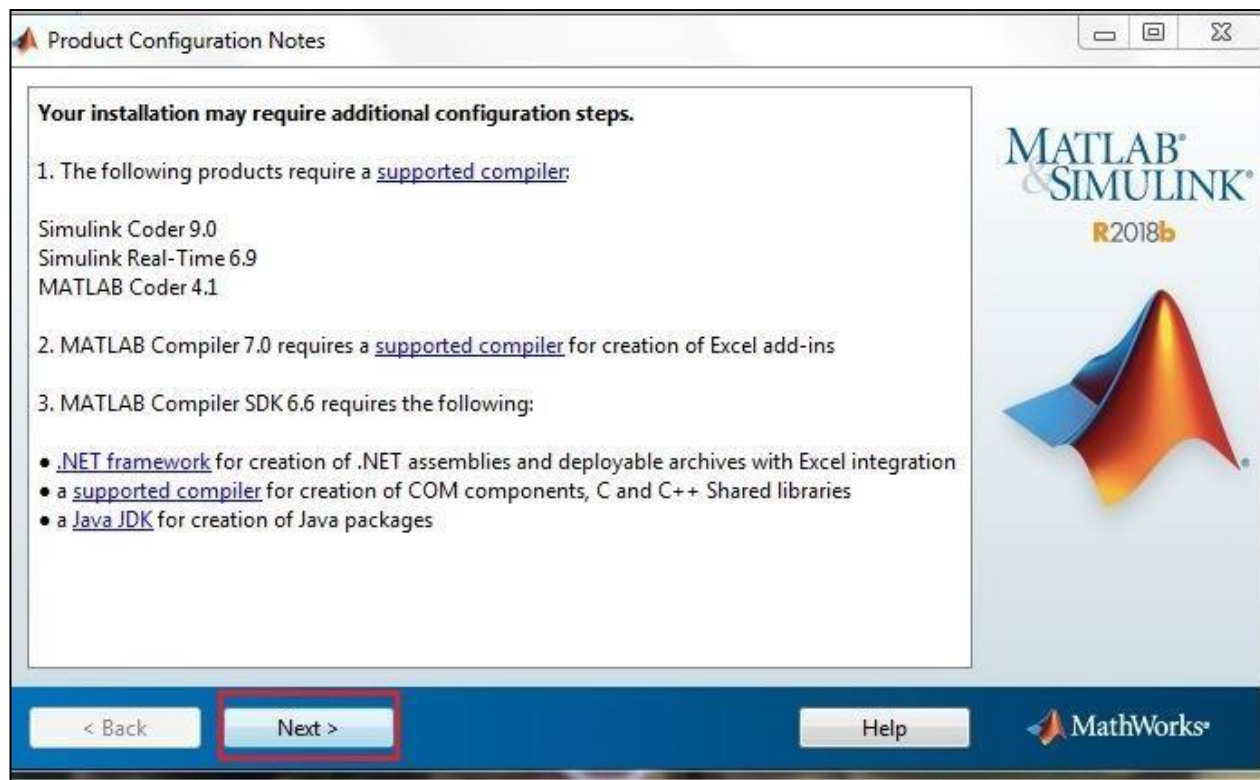 Product Configuration Notes
Your installation may require additional configuration steps.
1. The following products require a supported compiler:
Simulink Coder 9.0
Simulink Real-Time 6.9
MATLAB Coder 4.1
2. MATLAB Compiler 7.0 requires a supported compiler for creation of Excel add-ins
3. MATLAB Compiler SDK 6.6 requires the following:
● .NET framework for creation of .NET assemblies and deployable archives with Excel integration
● a supported compiler for creation of COM components, C and C++ Shared libraries
● a Java JDK for creation of Java packages
MATLAB®
&SIMULINK®
R2018b
< Back
Next >
Help
MathWorks®